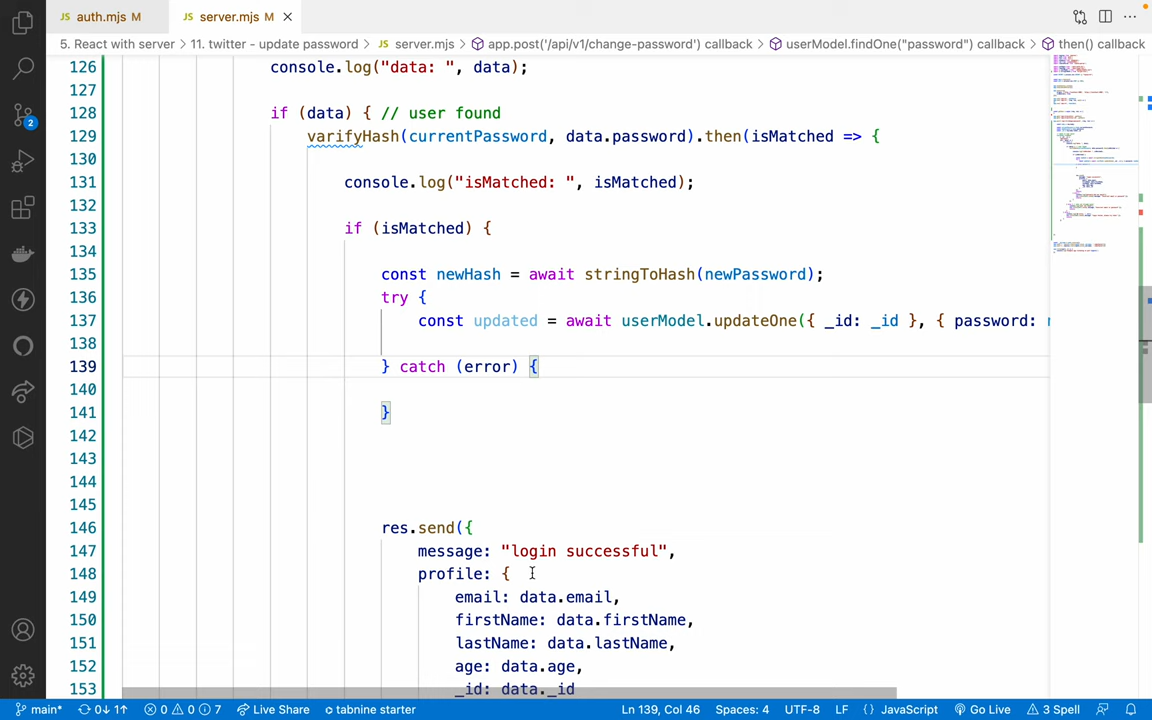 JS auth.mjs M
JS server.mjs M
5. React with server > 11. twitter - update password > JS server.mjs > app.post('/api/v1/change-password') callback > userModel.findOne("password") callback > then() callback
126 console.log("data: ", data);
127
128 if (data) { // user found
129 varifyHash(currentPassword, data.password).then(isMatched => {
130
131 console.log("isMatched: ", isMatched);
132
133 if (isMatched) {
134
135 const newHash = await stringToHash(newPassword);
136 try {
137 const updated = await userModel.updateOne({ _id: _id }, { password:
138
139 } catch (error) {
140
141 }
142
143
144
145
146 res.send({
147 message: "login successful",
148 profile: {
149 email: data.email,
150 firstName: data.firstName,
151 lastName: data.lastName,
152 age: data.age,
153 _id: data._id
2
main* 0↓ 1↑ 0 0 7 Live Share tabnine starter Ln 139, Col 46 Spaces: 4 UTF-8 LF {} JavaScript Go Live 3 Spell